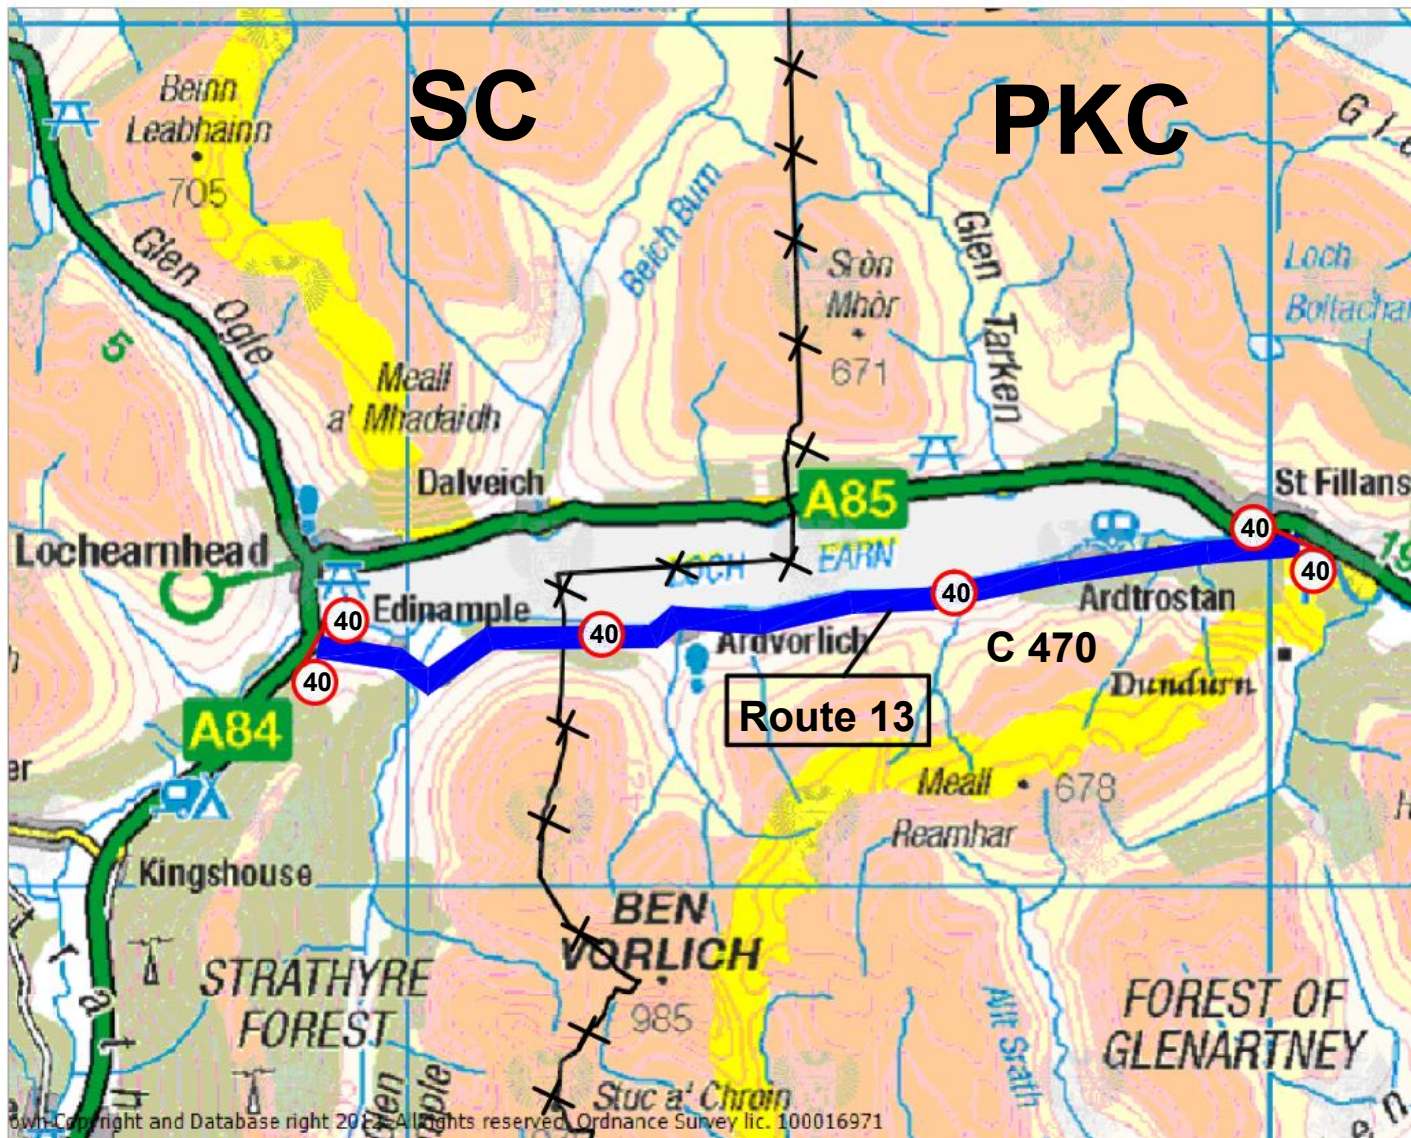 SC
PKC
Beinn
Leabhainn
705
Glen Ogle
5
Beich Burn
Sròn
Mhòr
671
Glen Tarken
Loch
Meall
a' Mhadaidh
Dalveich
A85
St Fillans
19
Lochearnhead
LOCH EARN
40
40
40
Edinample
40
40
40
Ardtrostan
Ardvorlich
C 470
Dundurn
Route 13
A84
Meall
678
Reamhar
Kingshouse
BEN
VORLICH
985
STRATHYRE
FOREST
FOREST OF
GLENARTNEY
Allt Srath
Stuc a' Chroin
Copyright and Database right 201 All rights reserved. Ordnance Survey lic. 100016971